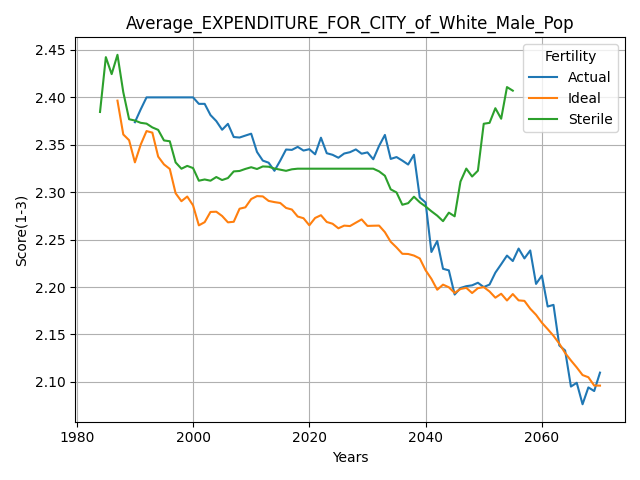 Average_EXPENDITURE_FOR_CITY_of_White_Male_Pop
Fertility
Actual
Ideal
Sterile
Score(1-3)
2.45
2.40
2.35
2.30
2.25
2.20
2.15
2.10
1980 2000 2020 2040 2060
Years